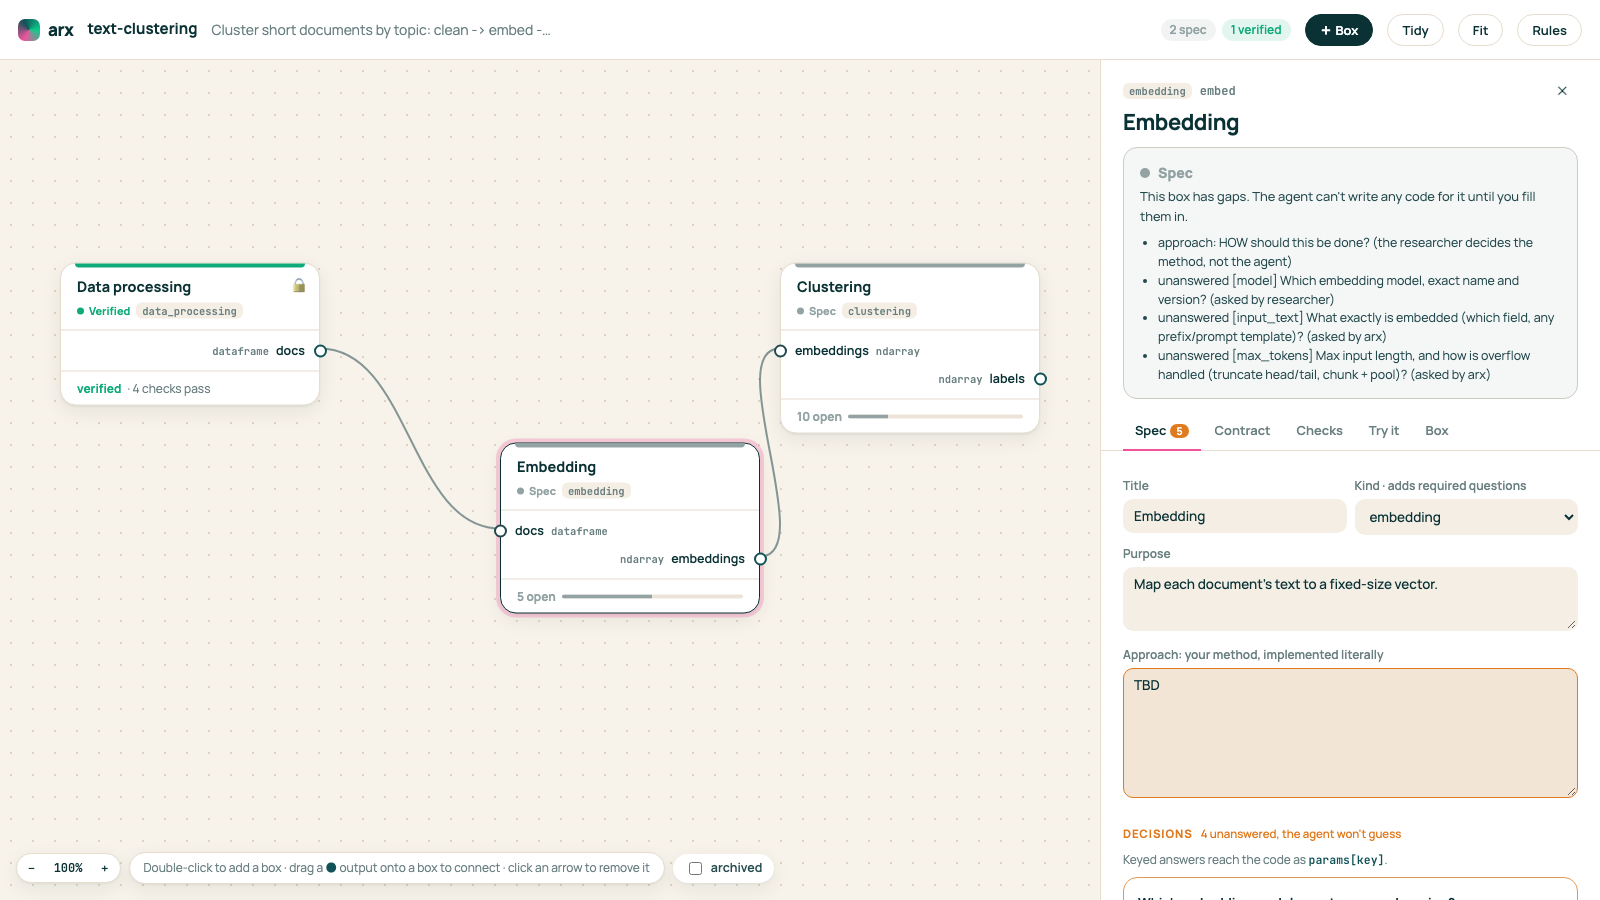 arx text-clustering Cluster short documents by topic: clean -> embed -...
2 spec 1 verified + Box Tidy Fit Rules
Data processing
Verified data_processing
dataframe docs
verified · 4 checks pass
Embedding
Spec embedding
docs dataframe
ndarray embeddings
5 open
Clustering
Spec clustering
embeddings ndarray
ndarray labels
10 open
− 100% +
Double-click to add a box · drag a output onto a box to connect · click an arrow to remove it
archived
embedding embed ×
Embedding
Spec
This box has gaps. The agent can't write any code for it until you fill
them in.
• approach: HOW should this be done? (the researcher decides the
method, not the agent)
• unanswered [model] Which embedding model, exact name and
version? (asked by researcher)
• unanswered [input_text] What exactly is embedded (which field, any
prefix/prompt template)? (asked by arx)
• unanswered [max_tokens] Max input length, and how is overflow
handled (truncate head/tail, chunk + pool)? (asked by arx)
Spec 5 Contract Checks Try it Box
Title Kind · adds required questions
Embedding embedding
Purpose
Map each document's text to a fixed-size vector.
Approach: your method, implemented literally
TBD
DECISIONS 4 unanswered, the agent won't guess
Keyed answers reach the code as params[key].